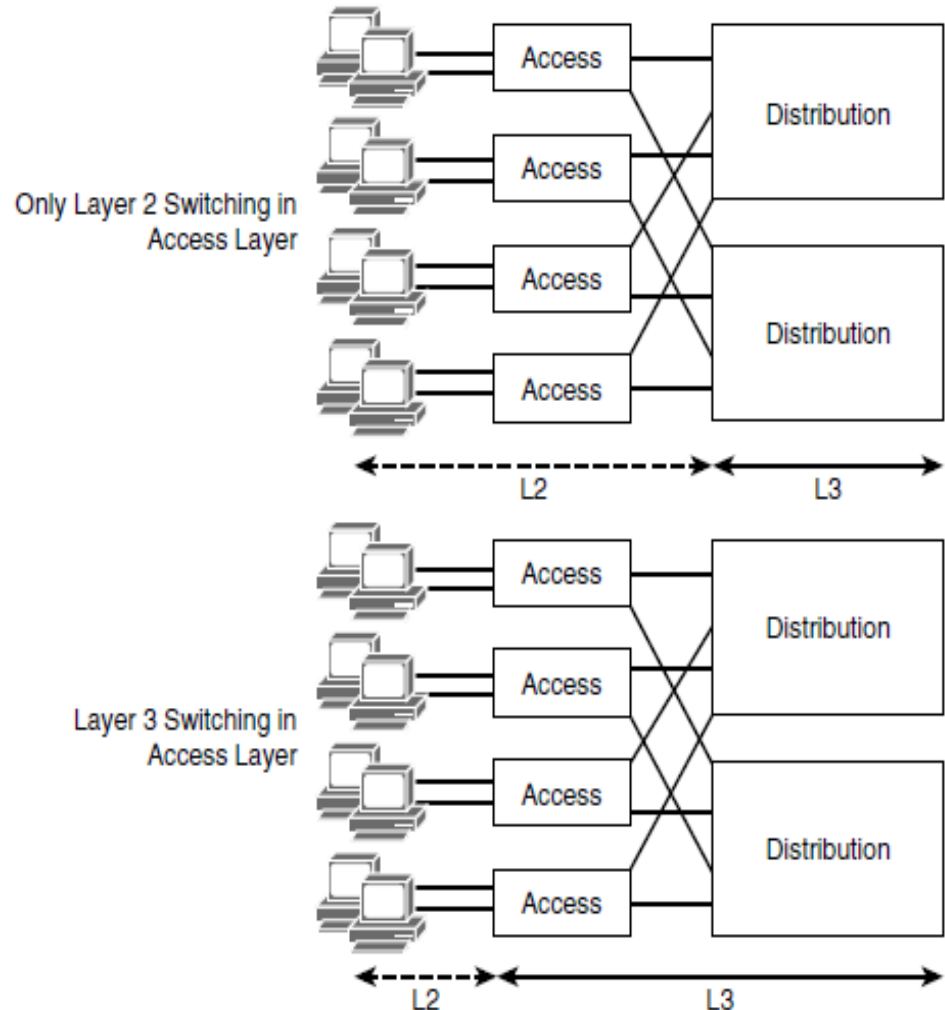 Access
Distribution
Access
Only Layer 2 Switching in
Access Layer
Access
Distribution
Access
L2
L3
Access
Distribution
Access
Layer 3 Switching in
Access Layer
Access
Distribution
Access
L2
L3